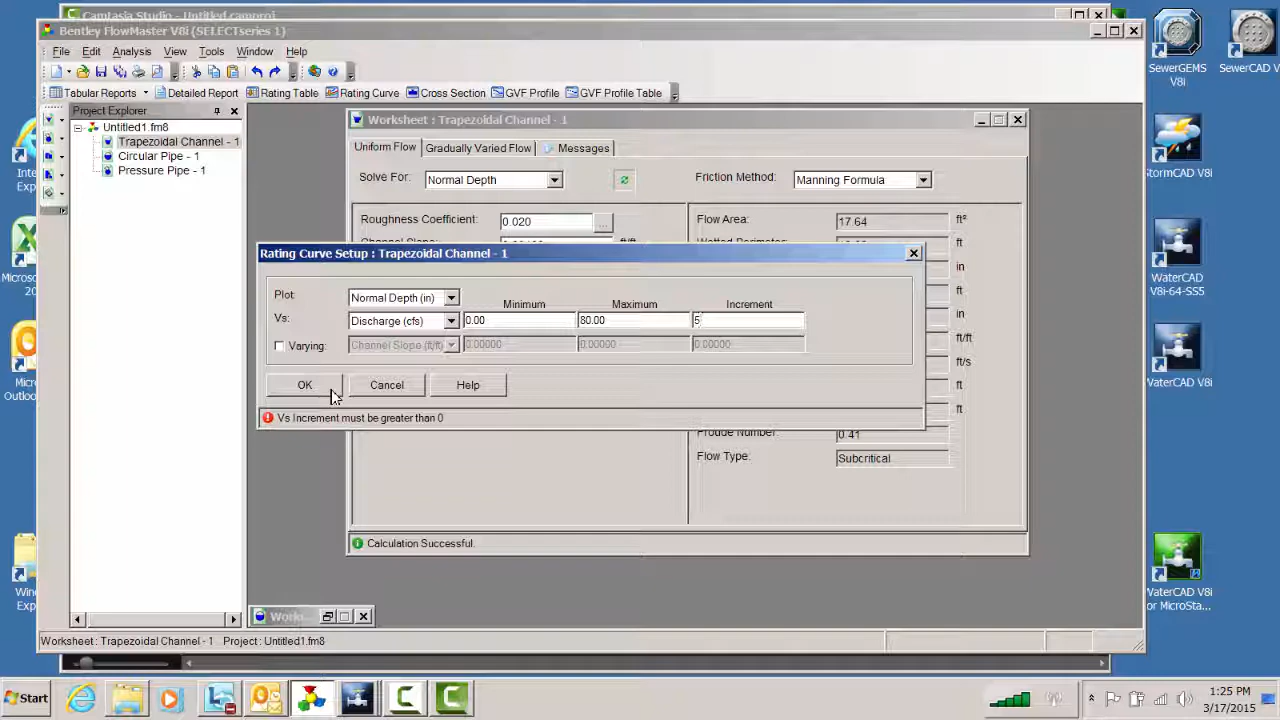 Camtasia Studio - Untitled.camproj
Bentley FlowMaster V8i (SELECTseries 1)
File Edit Analysis View Tools Window Help
Tabular Reports Detailed Report Rating Table Rating Curve Cross Section GVF Profile GVF Profile Table
Project Explorer
Untitled1.fm8
Trapezoidal Channel - 1
Circular Pipe - 1
Pressure Pipe - 1
Worksheet : Trapezoidal Channel - 1
Uniform Flow Gradually Varied Flow Messages
Solve For: Normal Depth Friction Method: Manning Formula
Roughness Coefficient: 0.020 ... Flow Area: 17.64 ft²
ft
in
ft
in
ft/ft
ft/s
ft
ft
Rating Curve Setup : Trapezoidal Channel - 1
Plot: Normal Depth (in) Minimum Maximum Increment
Vs: Discharge (cfs) 0.00 80.00 5
Varying: Channel Slope (ft/ft) 0.00000 0.00000 0.00000
OK Cancel Help
Vs Increment must be greater than 0
0.41
Flow Type: Subcritical
Calculation Successful.
Worksheet : Trapezoidal Channel - 1 Project : Untitled1.fm8
SewerGEMS V8i
SewerCAD V
StormCAD V8i
WaterCAD V8i-64-SS5
WaterCAD V8i
Start
1:25 PM
3/17/2015